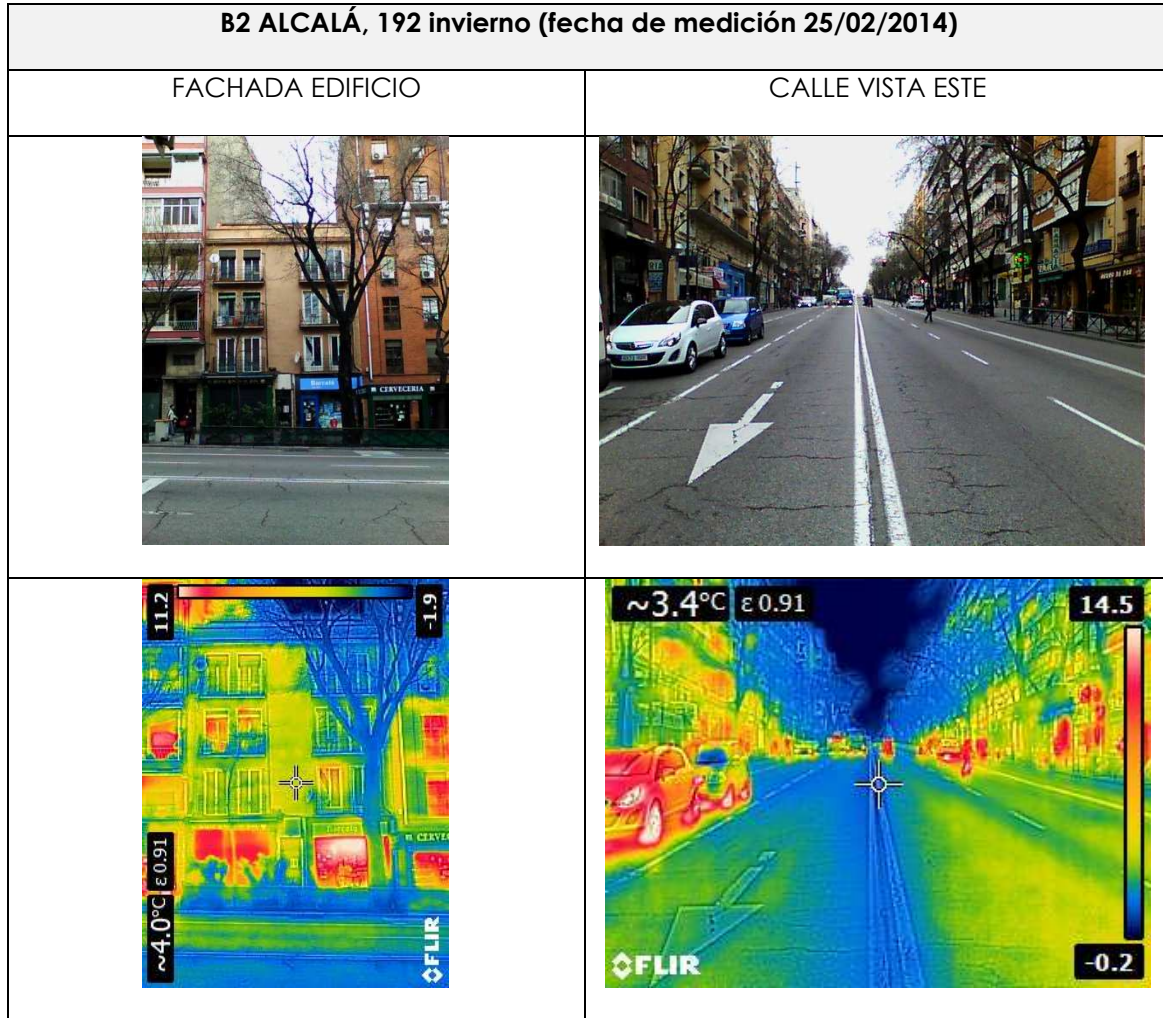 B2 ALCALÁ, 192 invierno (fecha de medición 25/02/2014)
FACHADA EDIFICIO
CALLE VISTA ESTE
CERVECERIA
11.2
-1.9
ε 0.91
~4.0°C
FLIR
~3.4°C ε 0.91
14.5
-0.2
FLIR